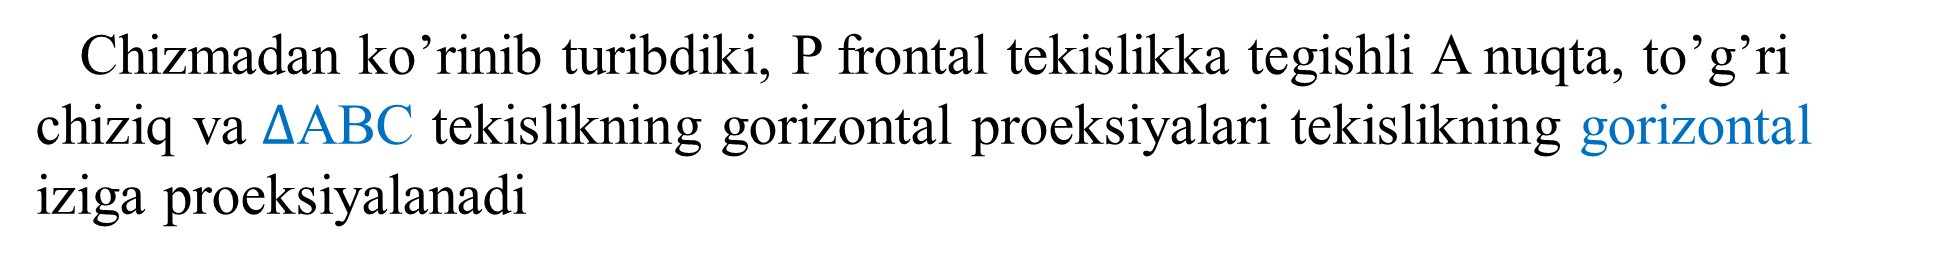 Chizmadan ko’rinib turibdiki, P frontal tekislikka tegishli A nuqta, to’g’ri
chiziq va ΔABC tekislikning gorizontal proeksiyalari tekislikning gorizontal
iziga proeksiyalanadi